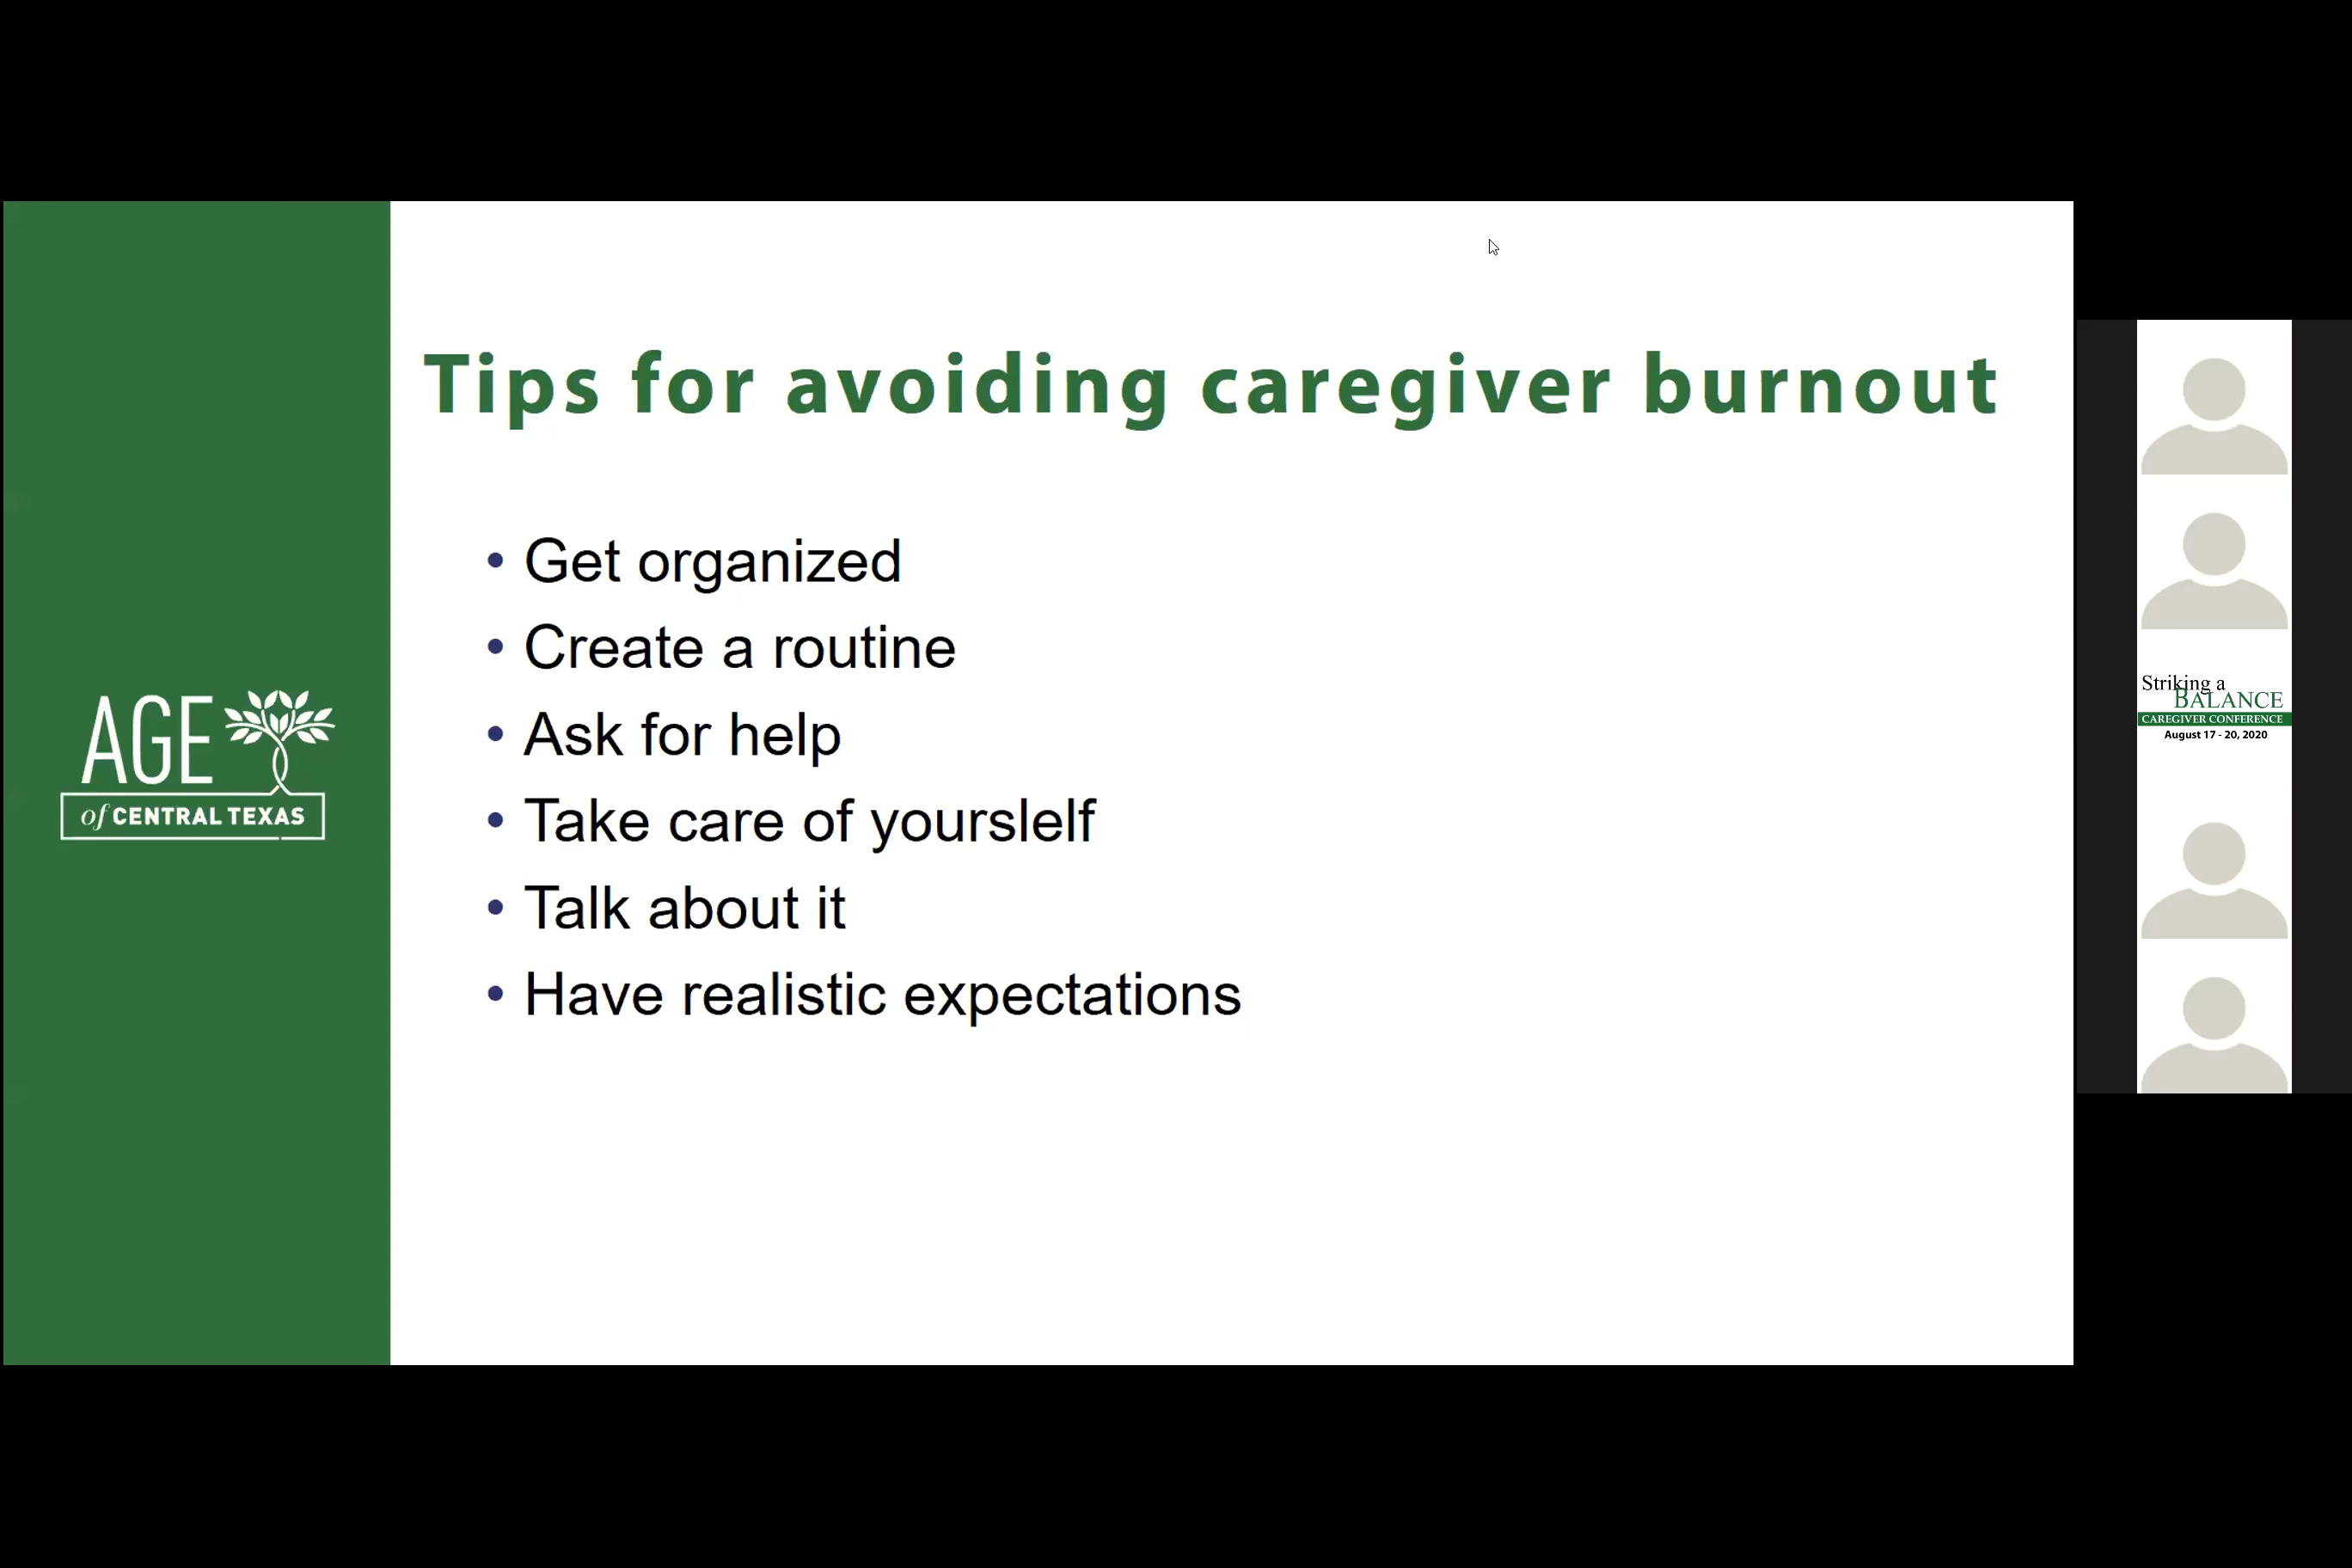 Tips for avoiding caregiver burnout
• Get organized
• Create a routine
• Ask for help
• Take care of yourslelf
• Talk about it
• Have realistic expectations
AGE
of CENTRAL TEXAS
Striking a
BALANCE
CAREGIVER CONFERENCE
August 17 - 20, 2020